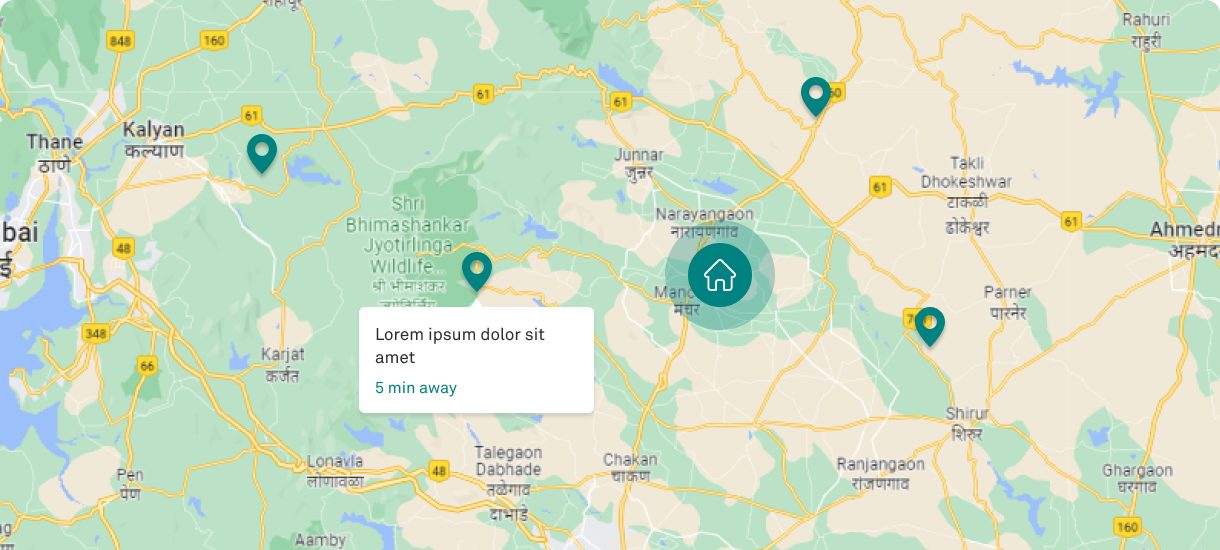 Rahuri
राहुरी
848
160
61
61
60
61
Thane
ठाणे
Kalyan
कल्याण
Junnar
जुन्नर
Takli
Dhokeshwar
टाकळी
ढोकेश्वर
61
61
Shri
Bhimashankar
Jyotirlinga
Wildlife...
श्री भीमाशंकर
Narayangaon
नारायणगाव
bai
48
Ahmedn
अहमद
मंचर
Parner
पारनेर
348
66
Karjat
कर्जत
Lorem ipsum dolor sit
amet
5 min away
Shirur
शिरुर
Pen
पेण
Lonavla
लोणावळा
48
Talegaon
Dabhade
तळेगाव
दाभाडे
Chakan
चाकण
Ranjangaon
रांजणगाव
Ghargaon
घरगाव
160
Aamby